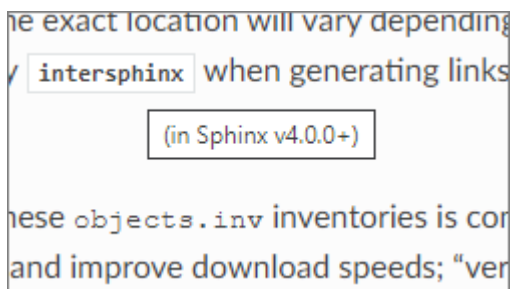 he exact location will vary depending
y intersphinx when generating links
(in Sphinx v4.0.0+)
hese objects.inv inventories is cor
and improve download speeds; “ver